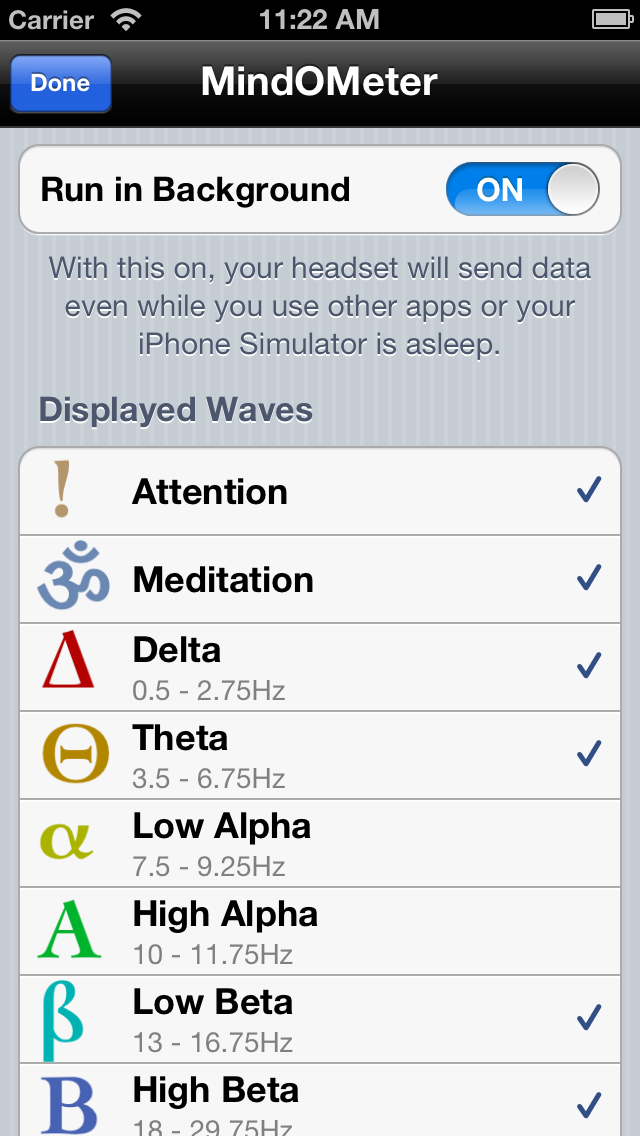 Carrier 11:22 AM
Done MindOMeter
Run in Background ON
With this on, your headset will send data
even while you use other apps or your
iPhone Simulator is asleep.
Displayed Waves
! Attention
ॐ Meditation
Δ Delta
0.5 - 2.75Hz
Θ Theta
3.5 - 6.75Hz
α Low Alpha
7.5 - 9.25Hz
Α High Alpha
10 - 11.75Hz
β Low Beta
13 - 16.75Hz
Β High Beta
18 - 29.75Hz